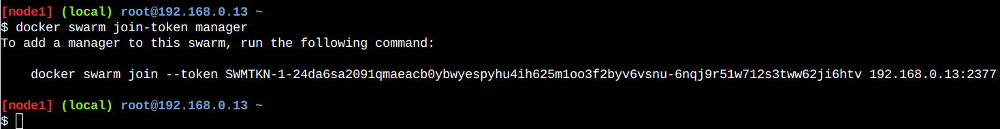 [node1] (local) root@192.168.0.13 ~
$ docker swarm join-token manager
To add a manager to this swarm, run the following command:
docker swarm join --token SWMTKN-1-24da6sa2091qmaeacb0ybwyespyhu4ih625m1oo3f2byv6vsnu-6nqj9r51w712s3tww62ji6htv 192.168.0.13:2377
[node1] (local) root@192.168.0.13 ~
$